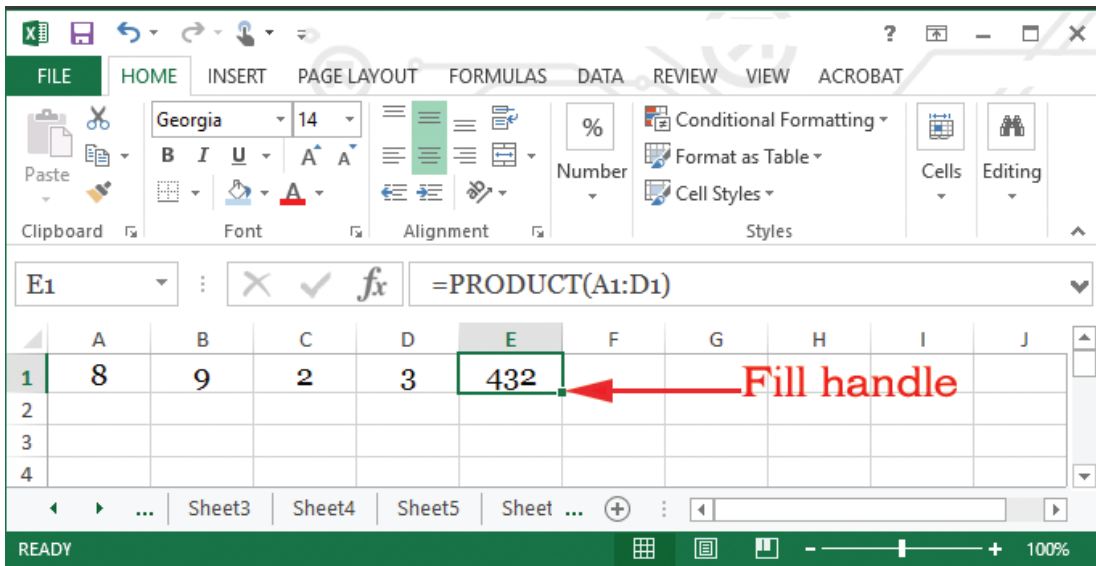 ?
FILE HOME INSERT PAGE LAYOUT FORMULAS DATA REVIEW VIEW ACROBAT
Paste
Clipboard
Georgia 14
B I U A A
A
Font
Alignment
%
Number
Conditional Formatting
Format as Table
Cell Styles
Styles
Cells
Editing
E1 fx =PRODUCT(A1:D1)
A B C D E F G H I J
1 8 9 2 3 432 Fill handle
2
3
4
... Sheet3 Sheet4 Sheet5 Sheet ...
READY - + 100%